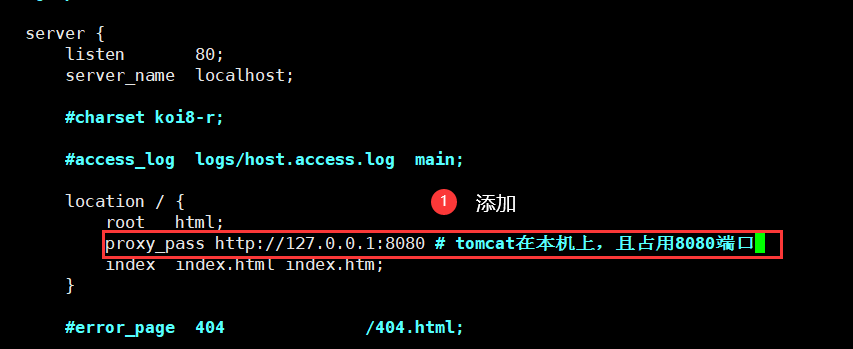 server {
listen 80;
server_name localhost;
#charset koi8-r;
#access_log logs/host.access.log main;
location / {
1 添加
root html;
proxy_pass http://127.0.0.1:8080 # tomcat在本机上，且占用8080端口
index index.html index.htm;
}
#error_page 404 /404.html;